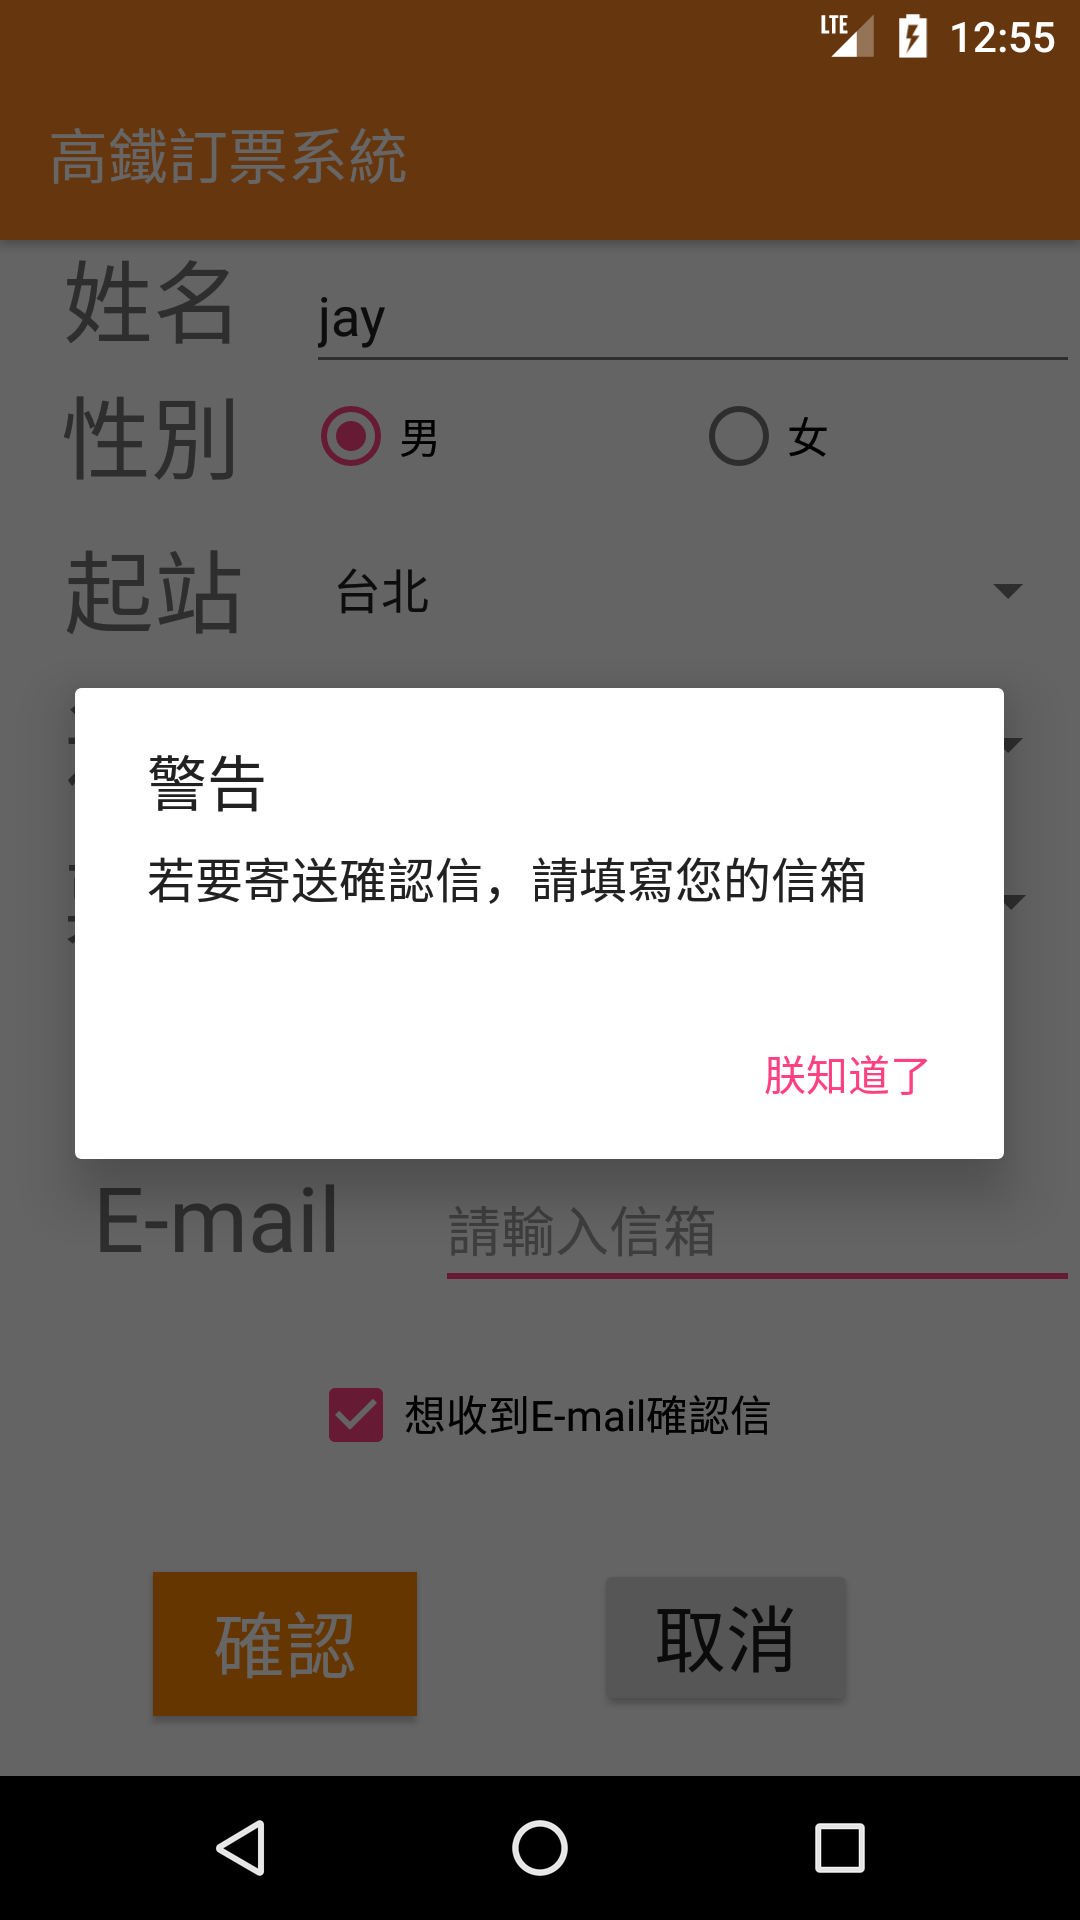 LTE 12:55
高鐵訂票系統
姓名 jay
性別 男 女
起站 台北
警告
若要寄送確認信，請填寫您的信箱
朕知道了
E-mail 請輸入信箱
想收到E-mail確認信
確認 取消